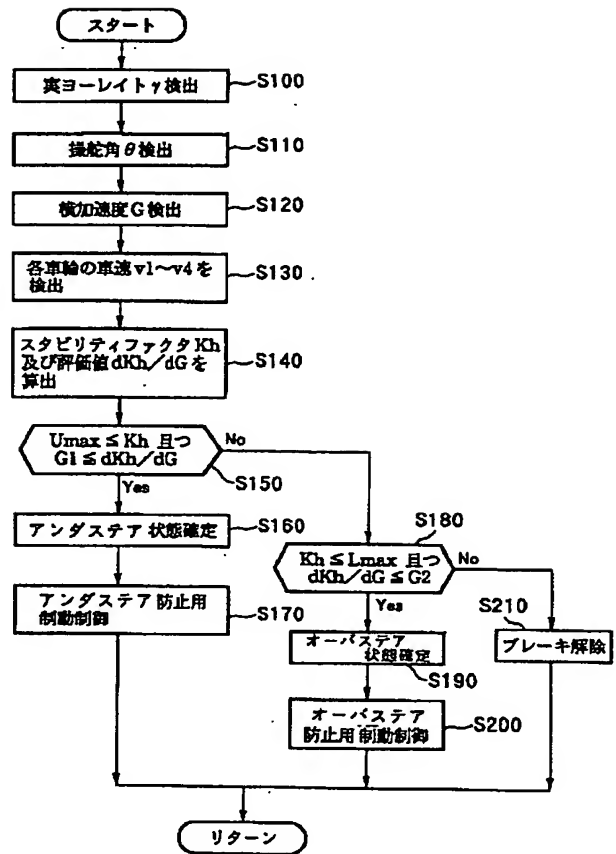 スタート
実ヨーレイトγ検出
S100
操舵角θ検出
S110
横加速度G検出
S120
各車輪の車速v1～v4を
検出
S130
スタビリティファクタKh
及び評価値dKh／dGを
算出
S140
Umax ≤ Kh 且つ
G1 ≤ dKh／dG
No
S150
Yes
アンダステア 状態確定
S160
アンダステア 防止用
制動制御
S170
S180
Kh ≤ Lmax 且つ
dKh／dG ≤ G2
No
Yes
オーバステア
状態確定
S190
オーバステア
防止用 制動制御
S200
S210
ブレーキ解除
リターン